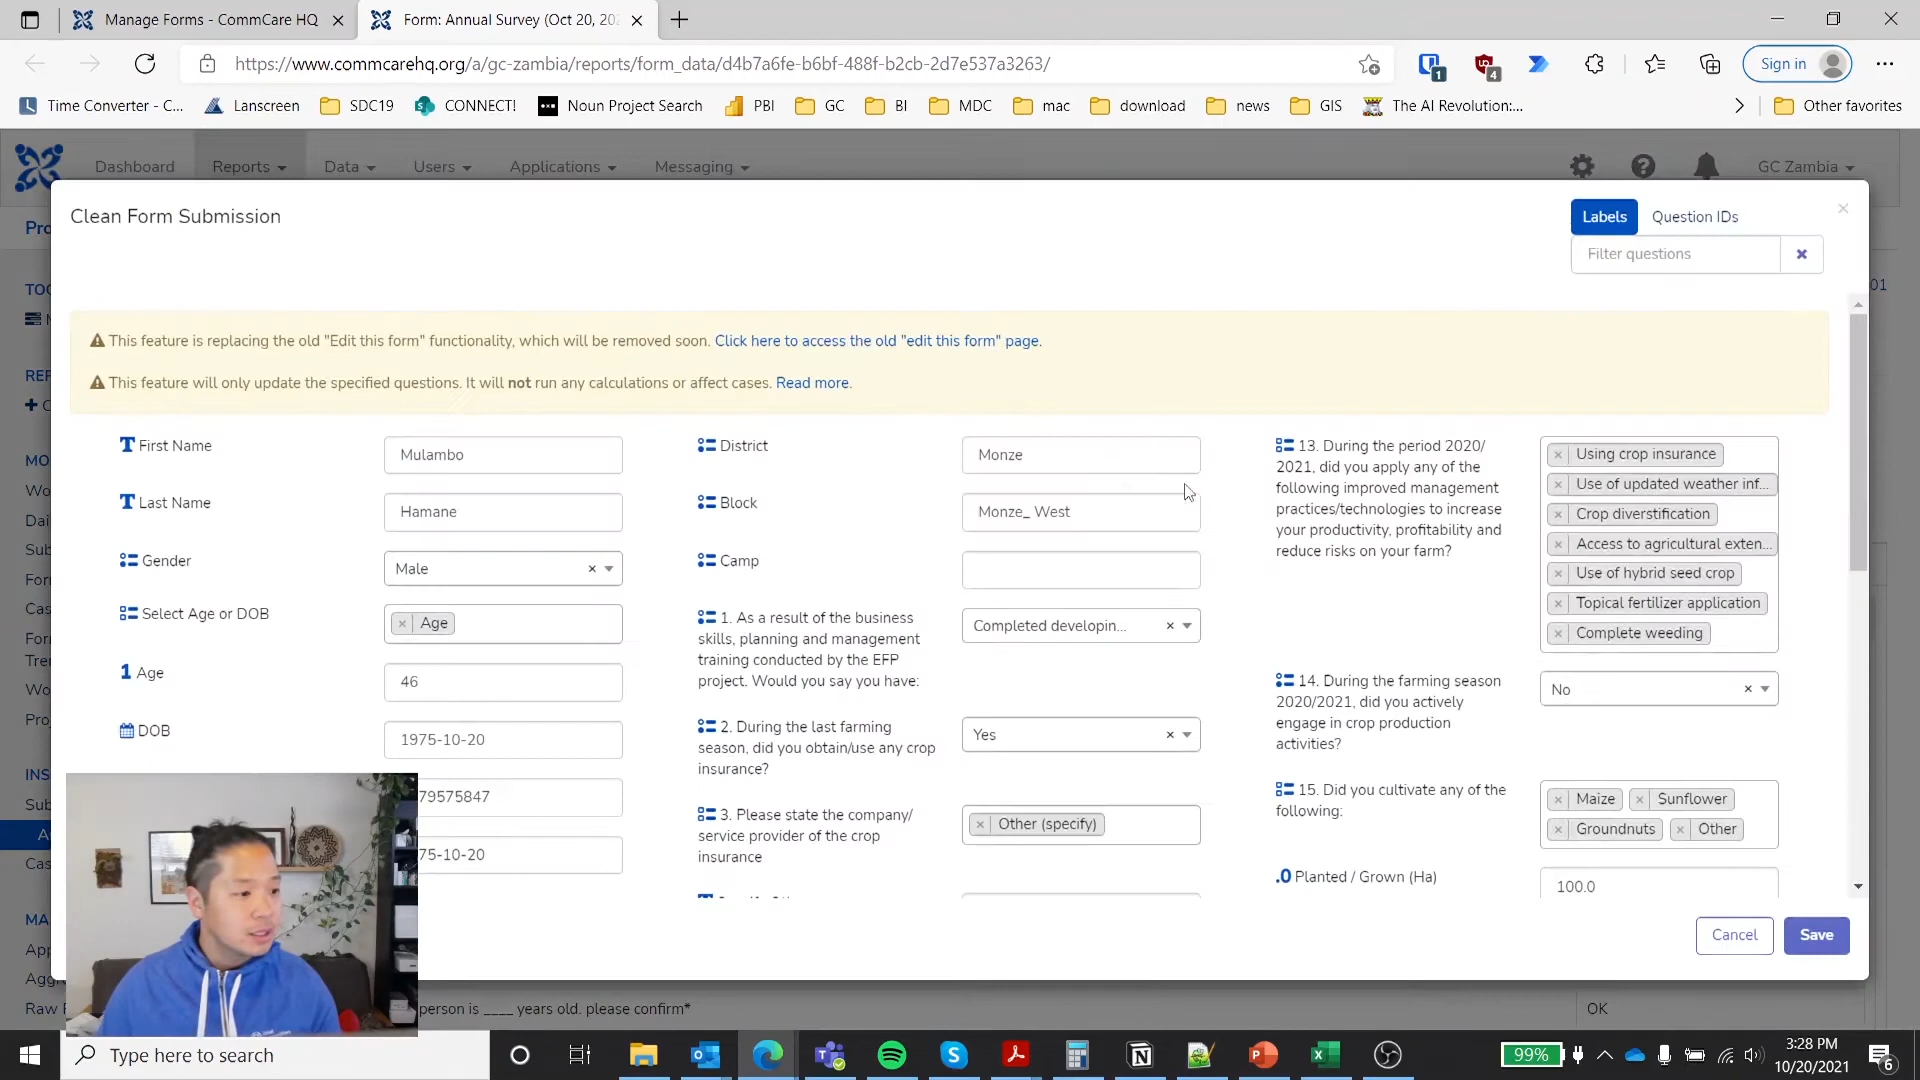 Manage Forms - CommCare HQ
Form: Annual Survey (Oct 20, 202
https://www.commcarehq.org/a/gc-zambia/reports/form_data/d4b7a6fe-b6bf-488f-b2cb-2d7e537a3263/
1
4
Sign in
Time Converter - C...
Lanscreen
SDC19
CONNECT!
Noun Project Search
PBI
GC
BI
MDC
mac
download
news
GIS
The AI Revolution:...
Other favorites
Dashboard
Reports
Data
Users
Applications
Messaging
GC Zambia
Clean Form Submission
Labels
Question IDs
Filter questions
This feature is replacing the old "Edit this form" functionality, which will be removed soon. Click here to access the old "edit this form" page.
This feature will only update the specified questions. It will not run any calculations or affect cases. Read more.
First Name
Mulambo
Last Name
Hamane
Gender
Male
Select Age or DOB
Age
1 Age
46
DOB
1975-10-20
79575847
75-10-20
District
Monze
Block
Monze_ West
Camp
1. As a result of the business
skills, planning and management
training conducted by the EFP
project. Would you say you have:
Completed developin...
2. During the last farming
season, did you obtain/use any crop
insurance?
Yes
3. Please state the company/
service provider of the crop
insurance
Other (specify)
13. During the period 2020/
2021, did you apply any of the
following improved management
practices/technologies to increase
your productivity, profitability and
reduce risks on your farm?
Using crop insurance
Use of updated weather inf...
Crop diverstification
Access to agricultural exten...
Use of hybrid seed crop
Topical fertilizer application
Complete weeding
14. During the farming season
2020/2021, did you actively
engage in crop production
activities?
No
15. Did you cultivate any of the
following:
Maize
Sunflower
Groundnuts
Other
.0 Planted / Grown (Ha)
100.0
Cancel
Save
person is ____ years old. please confirm*
OK
Type here to search
99%
3:28 PM
10/20/2021
6